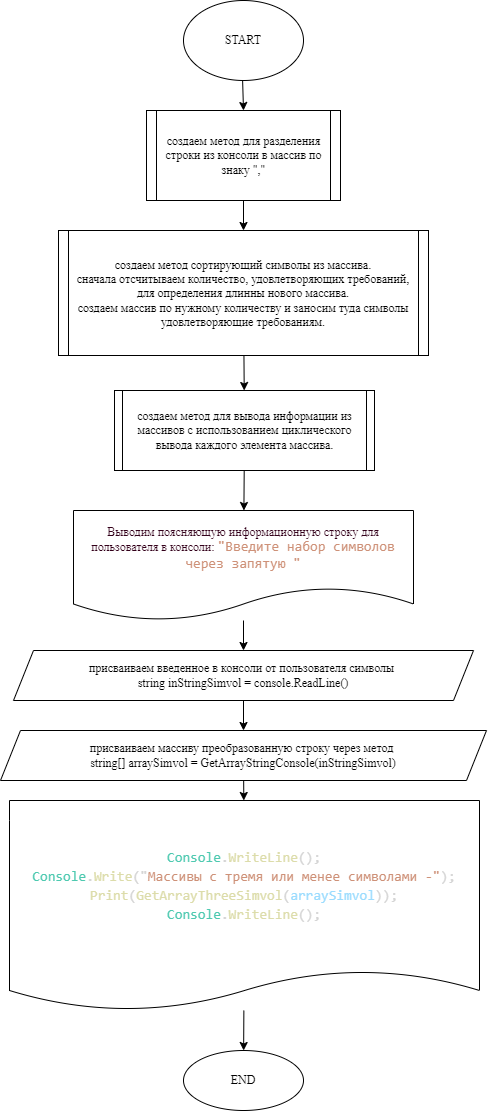 START
создаем метод для разделения
строки из консоли в массив по
знаку ","
создаем метод сортирующий символы из массива.
сначала отсчитываем количество, удовлетворяющих требований,
для определения длинны нового массива.
создаем массив по нужному количеству и заносим туда символы
удовлетворяющие требованиям.
создаем метод для вывода информации из
массивов с использованием циклического
вывода каждого элемента массива.
Выводим поясняющую информационную строку для
пользователя в консоли: "Введите набор символов
через запятую "
присваиваем введенное в консоли от пользователя символы
string inStringSimvol = console.ReadLine()
присваиваем массиву преобразованную строку через метод
string[] arraySimvol = GetArrayStringConsole(inStringSimvol)
Console.WriteLine();
Console.Write("Массивы с тремя или менее символами -");
Print(GetArrayThreeSimvol(arraySimvol));
Console.WriteLine();
END